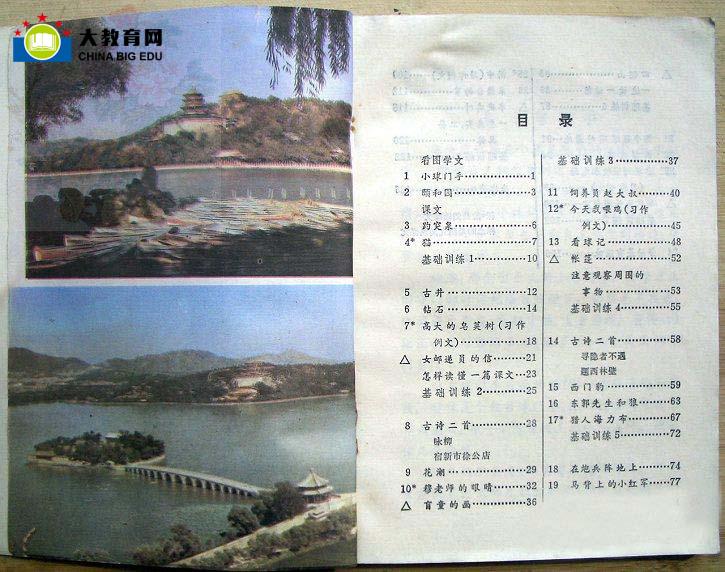 大教育网
CHINA BIG EDU
目 录
看图学文
1 小球门手……………1
2 颐和园……………3
课文
3 趵突泉……………6
4* 猫……………7
基础训练1……………10
5 古井……………12
6 钻石……………14
7* 高大的皂荚树(习作
例文)……………18
△ 女邮递员的信……………21
怎样读懂一篇课文……23
基础训练2……………25
8 古诗二首……………28
咏柳
宿新市徐公店
9 花潮……………29
10* 穆老师的眼睛……………32
△ 盲童的画……………36
基础训练3……………37
11 饲养员赵大叔……………40
12* 今天我喂鸡(习作
例文)……………45
13 看球记……………48
△ 帐篷……………52
注意观察周围的
事物……………53
基础训练4……………55
14 古诗二首……………58
寻隐者不遇
题西林壁
15 西门豹……………59
16 东郭先生和狼……………63
17* 猎人海力布……………67
基础训练5……………72
18 在炮兵阵地上……………74
19 马背上的小红军……………77